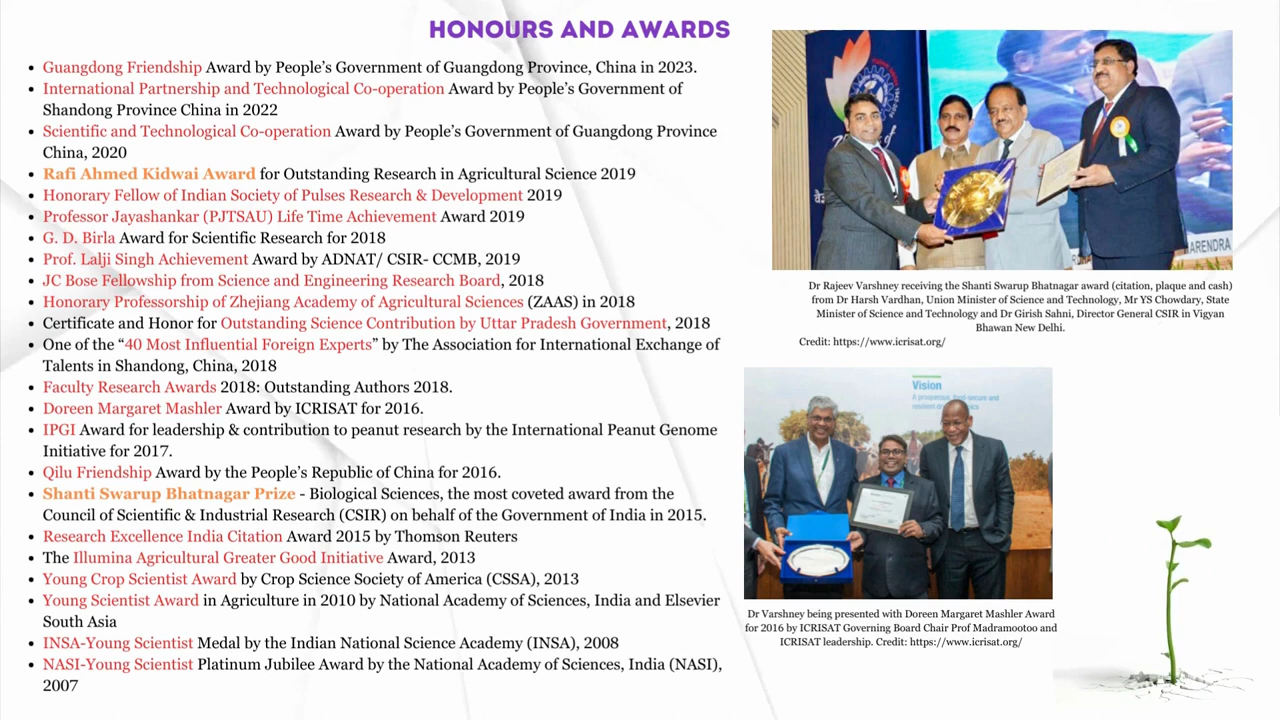 HONOURS AND AWARDS
• Guangdong Friendship Award by People’s Government of Guangdong Province, China in 2023.
• International Partnership and Technological Co-operation Award by People’s Government of
Shandong Province China in 2022
• Scientific and Technological Co-operation Award by People’s Government of Guangdong Province
China, 2020
• Rafi Ahmed Kidwai Award for Outstanding Research in Agricultural Science 2019
• Honorary Fellow of Indian Society of Pulses Research & Development 2019
• Professor Jayashankar (PJTSAU) Life Time Achievement Award 2019
• G. D. Birla Award for Scientific Research for 2018
• Prof. Lalji Singh Achievement Award by ADNAT/ CSIR- CCMB, 2019
• JC Bose Fellowship from Science and Engineering Research Board, 2018
• Honorary Professorship of Zhejiang Academy of Agricultural Sciences (ZAAS) in 2018
• Certificate and Honor for Outstanding Science Contribution by Uttar Pradesh Government, 2018
• One of the “40 Most Influential Foreign Experts” by The Association for International Exchange of
Talents in Shandong, China, 2018
• Faculty Research Awards 2018: Outstanding Authors 2018.
• Doreen Margaret Mashler Award by ICRISAT for 2016.
• IPGI Award for leadership & contribution to peanut research by the International Peanut Genome
Initiative for 2017.
• Qilu Friendship Award by the People’s Republic of China for 2016.
• Shanti Swarup Bhatnagar Prize - Biological Sciences, the most coveted award from the
Council of Scientific & Industrial Research (CSIR) on behalf of the Government of India in 2015.
• Research Excellence India Citation Award 2015 by Thomson Reuters
• The Illumina Agricultural Greater Good Initiative Award, 2013
• Young Crop Scientist Award by Crop Science Society of America (CSSA), 2013
• Young Scientist Award in Agriculture in 2010 by National Academy of Sciences, India and Elsevier
South Asia
• INSA-Young Scientist Medal by the Indian National Science Academy (INSA), 2008
• NASI-Young Scientist Platinum Jubilee Award by the National Academy of Sciences, India (NASI),
2007
ARENDRA
Dr Rajeev Varshney receiving the Shanti Swarup Bhatnagar award (citation, plaque and cash)
from Dr Harsh Vardhan, Union Minister of Science and Technology, Mr YS Chowdary, State
Minister of Science and Technology and Dr Girish Sahni, Director General CSIR in Vigyan
Bhawan New Delhi.
Credit: https://www.icrisat.org/
Vision
A prosperous, food-secure and
resilient
Dr Varshney being presented with Doreen Margaret Mashler Award
for 2016 by ICRISAT Governing Board Chair Prof Madramootoo and
ICRISAT leadership. Credit: https://www.icrisat.org/